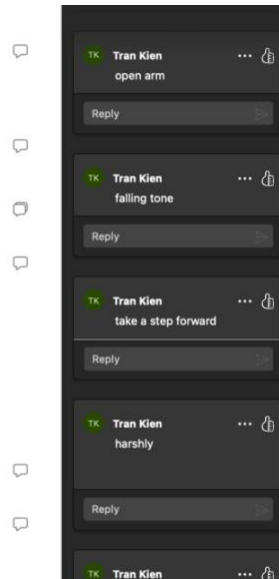 TK Tran Kien
open arm
Reply
TK Tran Kien
falling tone
Reply
TK Tran Kien
take a step forward
Reply
TK Tran Kien
harshly
Reply
TK Tran Kien